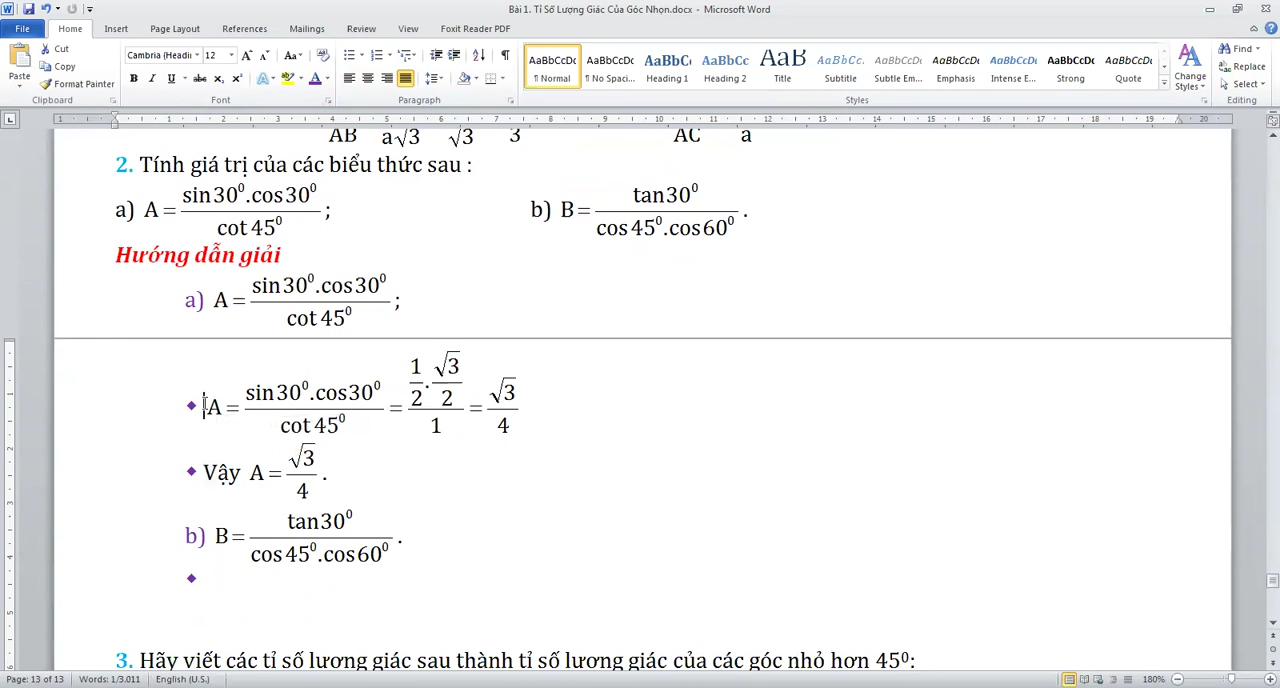 Bài 1. Tỉ Số Lượng Giác Của Góc Nhọn.docx - Microsoft Word
File Home Insert Page Layout References Mailings Review View Foxit Reader PDF
Cut
Copy
Paste
Format Painter
Cambria (Headi 12
AaBbCcDc AaBbCcDc AaBbC AaBbCc AaB AaBbCc. AaBbCcDc AaBbCcDc AaBbCcDc AaBbCcDc AaBbCcDc
¶ Normal ¶ No Spaci... Heading 1 Heading 2 Title Subtitle Subtle Em... Emphasis Intense E... Strong Quote
Change Styles
Find
Replace
Select
Clipboard Font Paragraph Styles Editing
AB a√3 √3 3 AC a
2. Tính giá trị của các biểu thức sau :
a) A = sin30⁰.cos30⁰ / cot 45⁰ ; b) B = tan30⁰ / cos45⁰.cos60⁰ .
Hướng dẫn giải
a) A = sin30⁰.cos30⁰ / cot 45⁰ ;
A = sin30⁰.cos30⁰ / cot 45⁰ = (1/2 . √3/2) / 1 = √3/4
Vậy A = √3/4 .
b) B = tan30⁰ / cos45⁰.cos60⁰ .
3. Hãy viết các tỉ số lượng giác sau thành tỉ số lượng giác của các góc nhỏ hơn 45⁰:
Page: 13 of 13 Words: 1/3.011 English (U.S.) 180%